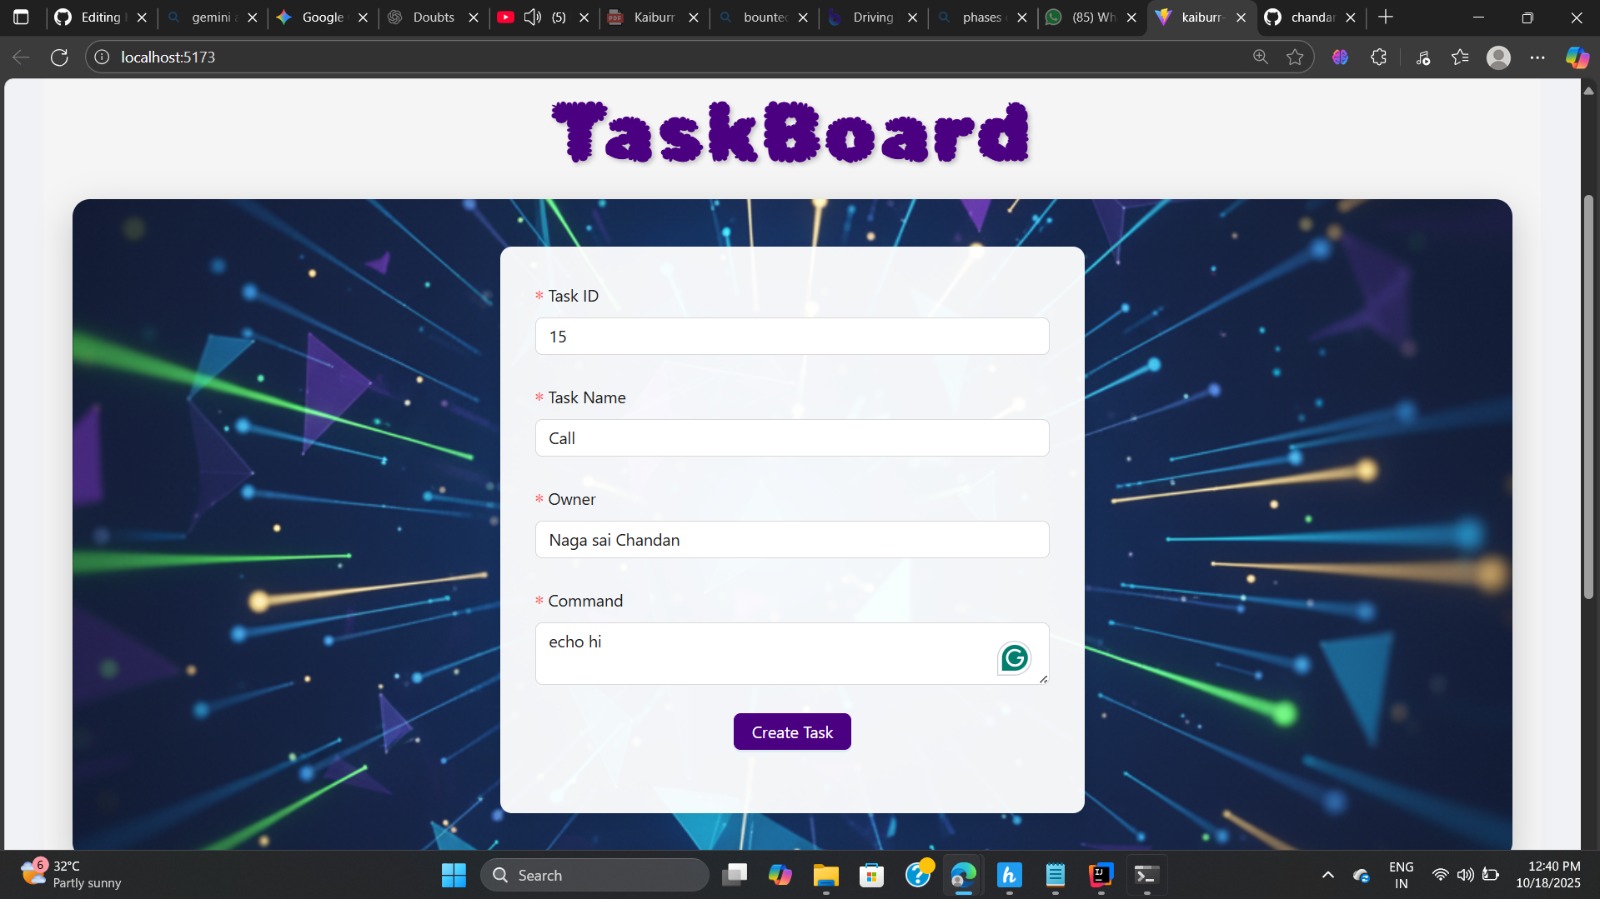 Editing
gemini
Google
Doubts
(5)
Kaiburr
bounted
Driving
phases
(85) Wh
kaiburr-
chandan
localhost:5173
TaskBoard
* Task ID
15
* Task Name
Call
* Owner
Naga sai Chandan
* Command
echo hi
Create Task
6
32°C
Partly sunny
Search
ENG
IN
12:40 PM
10/18/2025